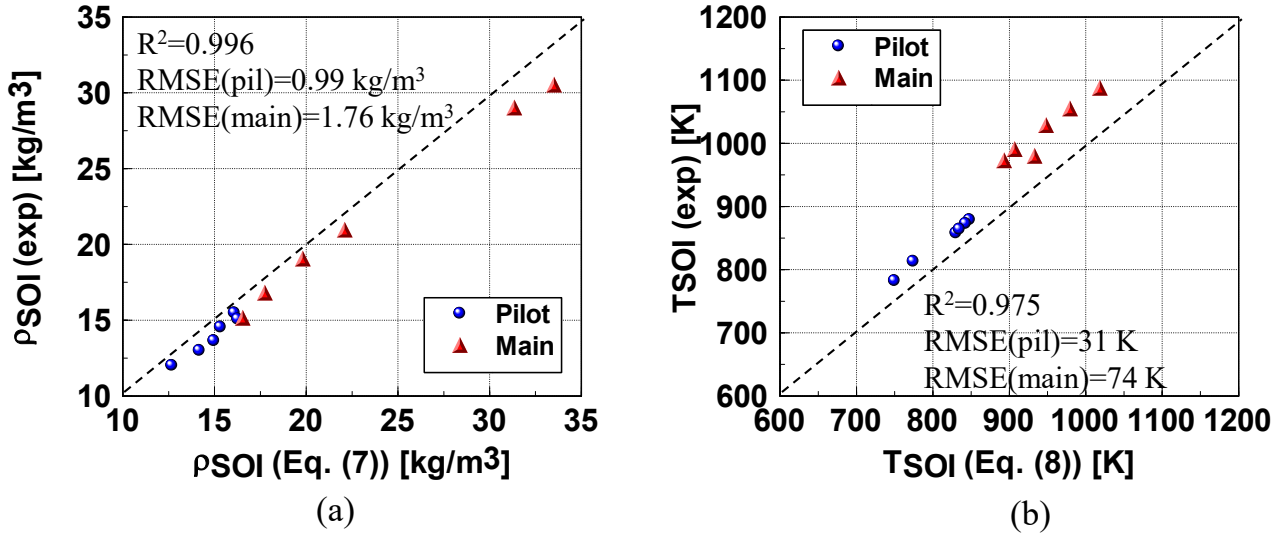 35
30
25
20
15
10
10 15 20 25 30 35
ρSOI (exp) [kg/m3]
R2=0.996
RMSE(pil)=0.99 kg/m3
RMSE(main)=1.76 kg/m3
Pilot
Main
ρSOI (Eq. (7)) [kg/m3]
(a)
1200
1100
1000
900
800
700
600
600 700 800 900 1000 1100 1200
TSOI (exp) [K]
Pilot
Main
R2=0.975
RMSE(pil)=31 K
RMSE(main)=74 K
TSOI (Eq. (8)) [K]
(b)